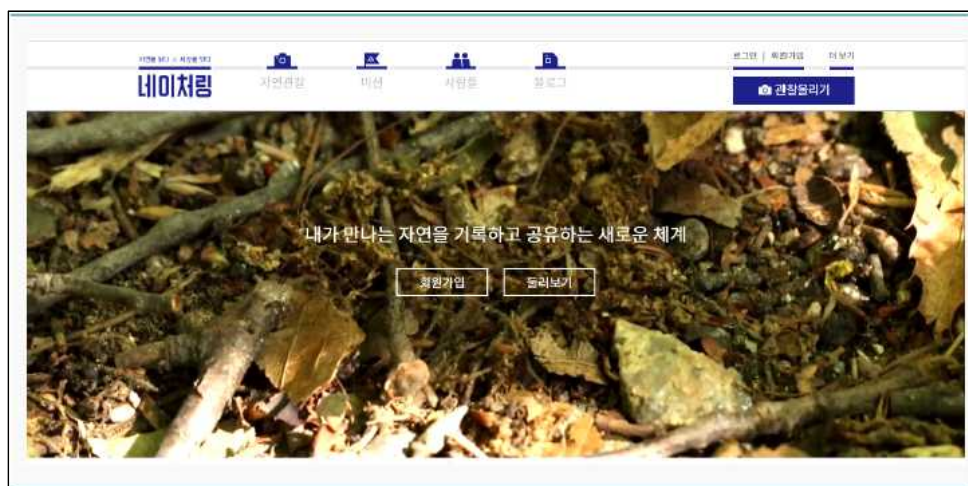 네이처링
자연관찰
미션
사람들
블로그
로그인 | 회원가입
더 보기
관찰올리기
내가 만나는 자연을 기록하고 공유하는 새로운 체계
회원가입
둘러보기